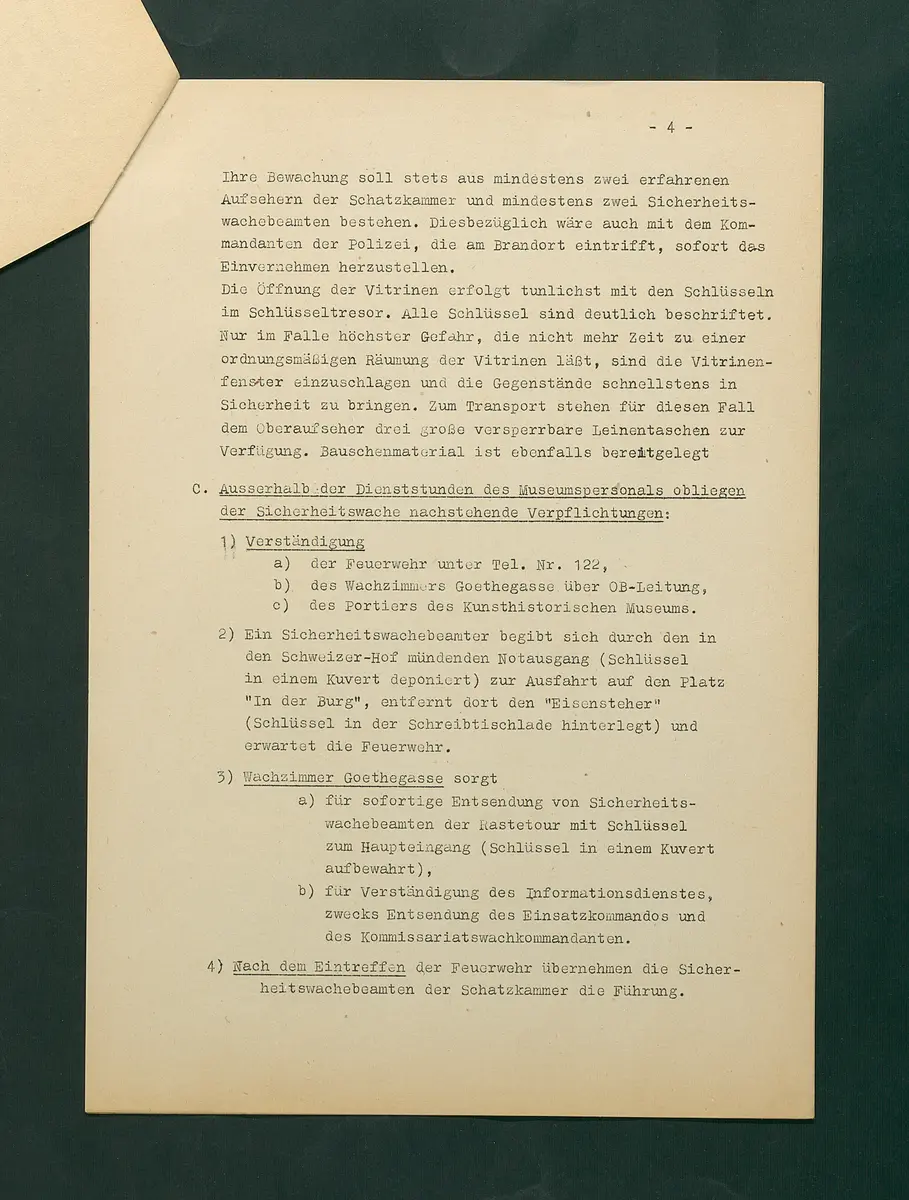 - 4 -
Ihre Bewachung soll stets aus mindestens zwei erfahrenen
Aufsehern der Schatzkammer und mindestens zwei Sicherheits-
wachebeamten bestehen. Diesbezüglich wäre auch mit dem Kom-
mandanten der Polizei, die am Brandort eintrifft, sofort das
Einvernehmen herzustellen.
Die Öffnung der Vitrinen erfolgt tunlichst mit den Schlüsseln
im Schlüsseltresor. Alle Schlüssel sind deutlich beschriftet.
Nur im Falle höchster Gefahr, die nicht mehr Zeit zu einer
ordnungsmäßigen Räumung der Vitrinen läßt, sind die Vitrinen-
fenster einzuschlagen und die Gegenstände schnellstens in
Sicherheit zu bringen. Zum Transport stehen für diesen Fall
dem Oberaufseher drei große versperrbare Leinentaschen zur
Verfügung. Bauschenmaterial ist ebenfalls bereitgelegt
C. Ausserhalb der Dienststunden des Museumspersonals obliegen
der Sicherheitswache nachstehende Verpflichtungen:
1) Verständigung
a) der Feuerwehr unter Tel. Nr. 122,
b) des Wachzimmers Goethegasse über OB-Leitung,
c) des Portiers des Kunsthistorischen Museums.
2) Ein Sicherheitswachebeamter begibt sich durch den in
den Schweizer-Hof mündenden Notausgang (Schlüssel
in einem Kuvert deponiert) zur Ausfahrt auf den Platz
"In der Burg", entfernt dort den "Eisensteher"
(Schlüssel in der Schreibtischlade hinterlegt) und
erwartet die Feuerwehr.
3) Wachzimmer Goethegasse sorgt
a) für sofortige Entsendung von Sicherheits-
wachebeamten der Rastetour mit Schlüssel
zum Haupteingang (Schlüssel in einem Kuvert
aufbewahrt),
b) für Verständigung des Informationsdienstes,
zwecks Entsendung des Einsatzkommandos und
des Kommissariatswachkommandanten.
4) Nach dem Eintreffen der Feuerwehr übernehmen die Sicher-
heitswachebeamten der Schatzkammer die Führung.